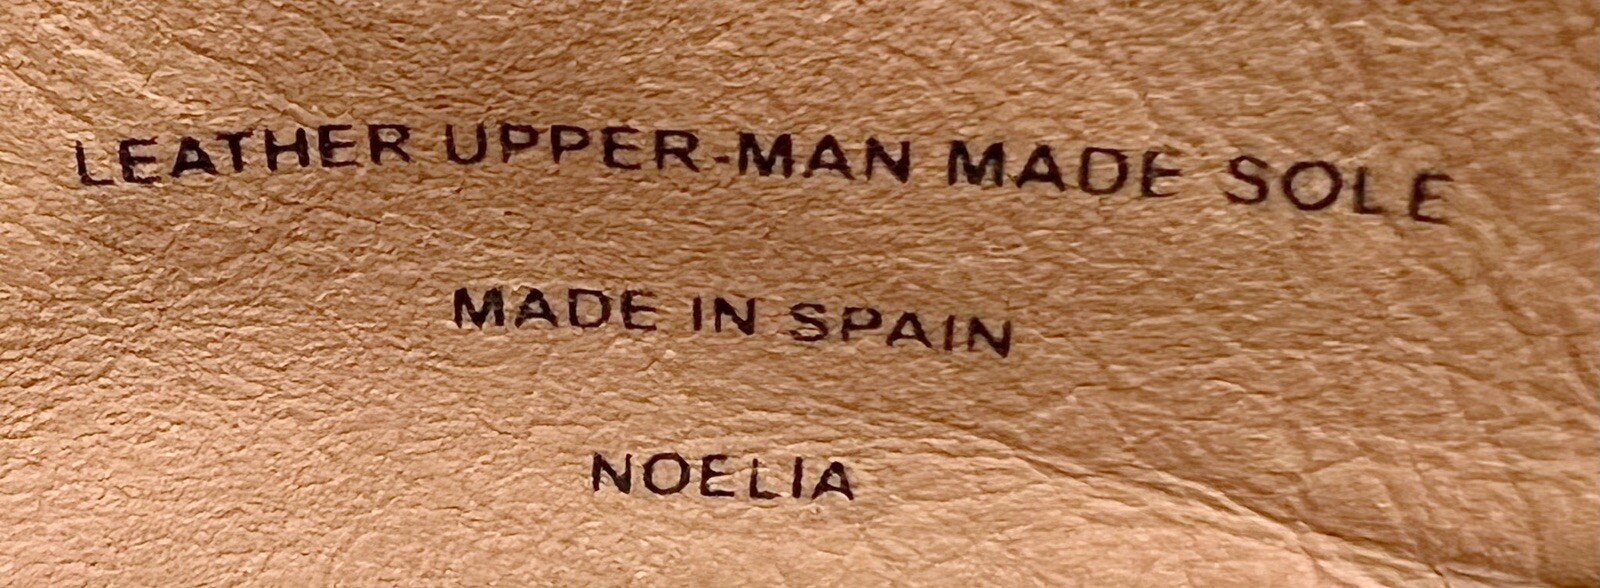 LEATHER UPPER-MAN MADE SOLE
MADE IN SPAIN
NOELIA